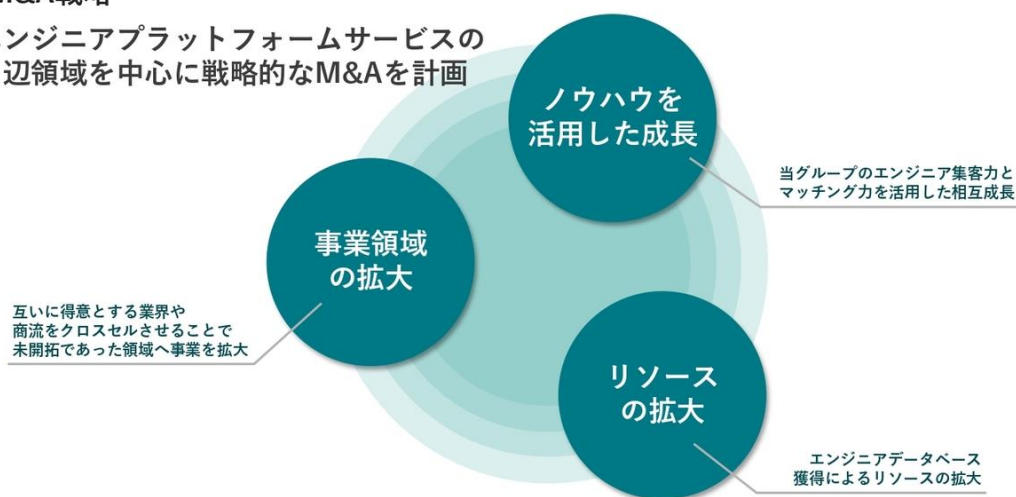 M&A戦略
ンジニアプラットフォームサービスの
辺領域を中心に戦略的なM&Aを計画
ノウハウを
活用した成長
当グループのエンジニア集客力と
マッチング力を活用した相互成長
事業領域
の拡大
互いに得意とする業界や
商流をクロスセルさせることで
未開拓であった領域へ事業を拡大
リソース
の拡大
エンジニアデータベース
獲得によるリソースの拡大